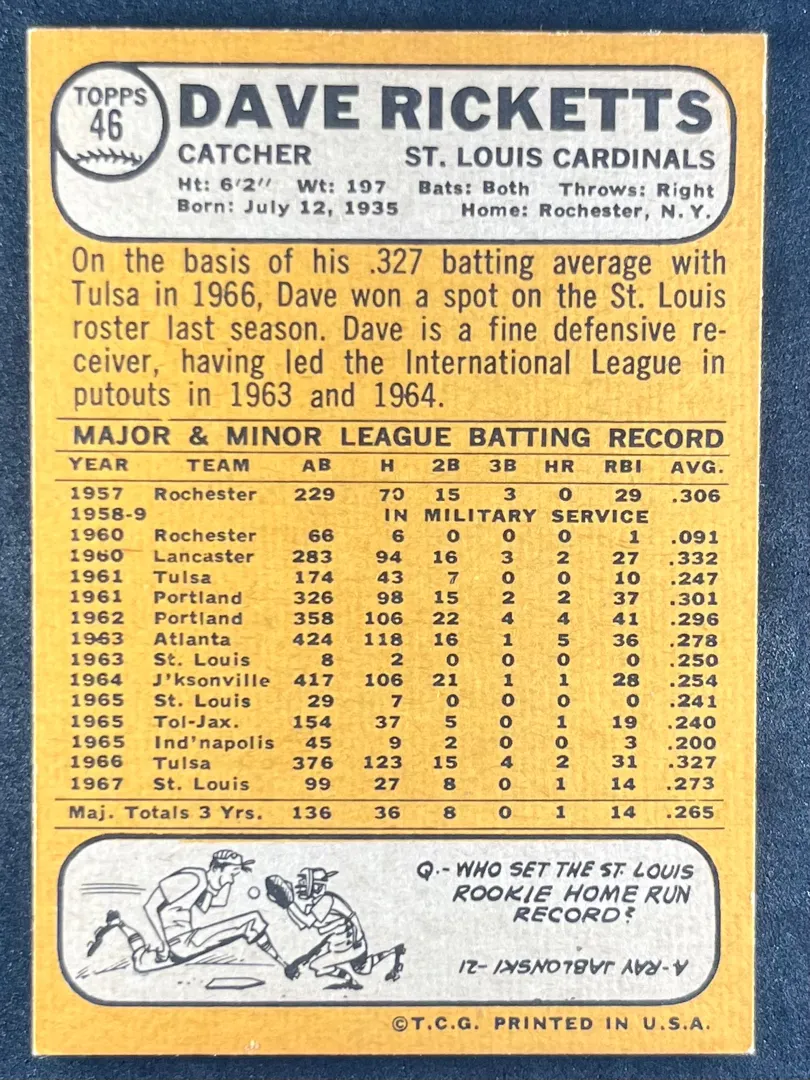 TOPPS
46
DAVE RICKETTS
CATCHER ST. LOUIS CARDINALS
Ht: 6'2" Wt: 197 Bats: Both Throws: Right
Born: July 12, 1935 Home: Rochester, N. Y.
On the basis of his .327 batting average with
Tulsa in 1966, Dave won a spot on the St. Louis
roster last season. Dave is a fine defensive re-
ceiver, having led the International League in
putouts in 1963 and 1964.
MAJOR & MINOR LEAGUE BATTING RECORD
YEAR TEAM AB H 2B 3B HR RBI AVG.
1957 Rochester 229 70 15 3 0 29 .306
1958-9 IN MILITARY SERVICE
1960 Rochester 66 6 0 0 0 1 .091
1960 Lancaster 283 94 16 3 2 27 .332
1961 Tulsa 174 43 7 0 0 10 .247
1961 Portland 326 98 15 2 2 37 .301
1962 Portland 358 106 22 4 4 41 .296
1963 Atlanta 424 118 16 1 5 36 .278
1963 St. Louis 8 2 0 0 0 0 .250
1964 J'ksonville 417 106 21 1 1 28 .254
1965 St. Louis 29 7 0 0 0 0 .241
1965 Tol-Jax. 154 37 5 0 1 19 .240
1965 Ind'napolis 45 9 2 0 0 3 .200
1966 Tulsa 376 123 15 4 2 31 .327
1967 St. Louis 99 27 8 0 1 14 .273
Maj. Totals 3 Yrs. 136 36 8 0 1 14 .265
Q.- WHO SET THE ST. LOUIS
ROOKIE HOME RUN
RECORD?
A-RAY JABLONSKI-21
©T.C.G. PRINTED IN U.S.A.